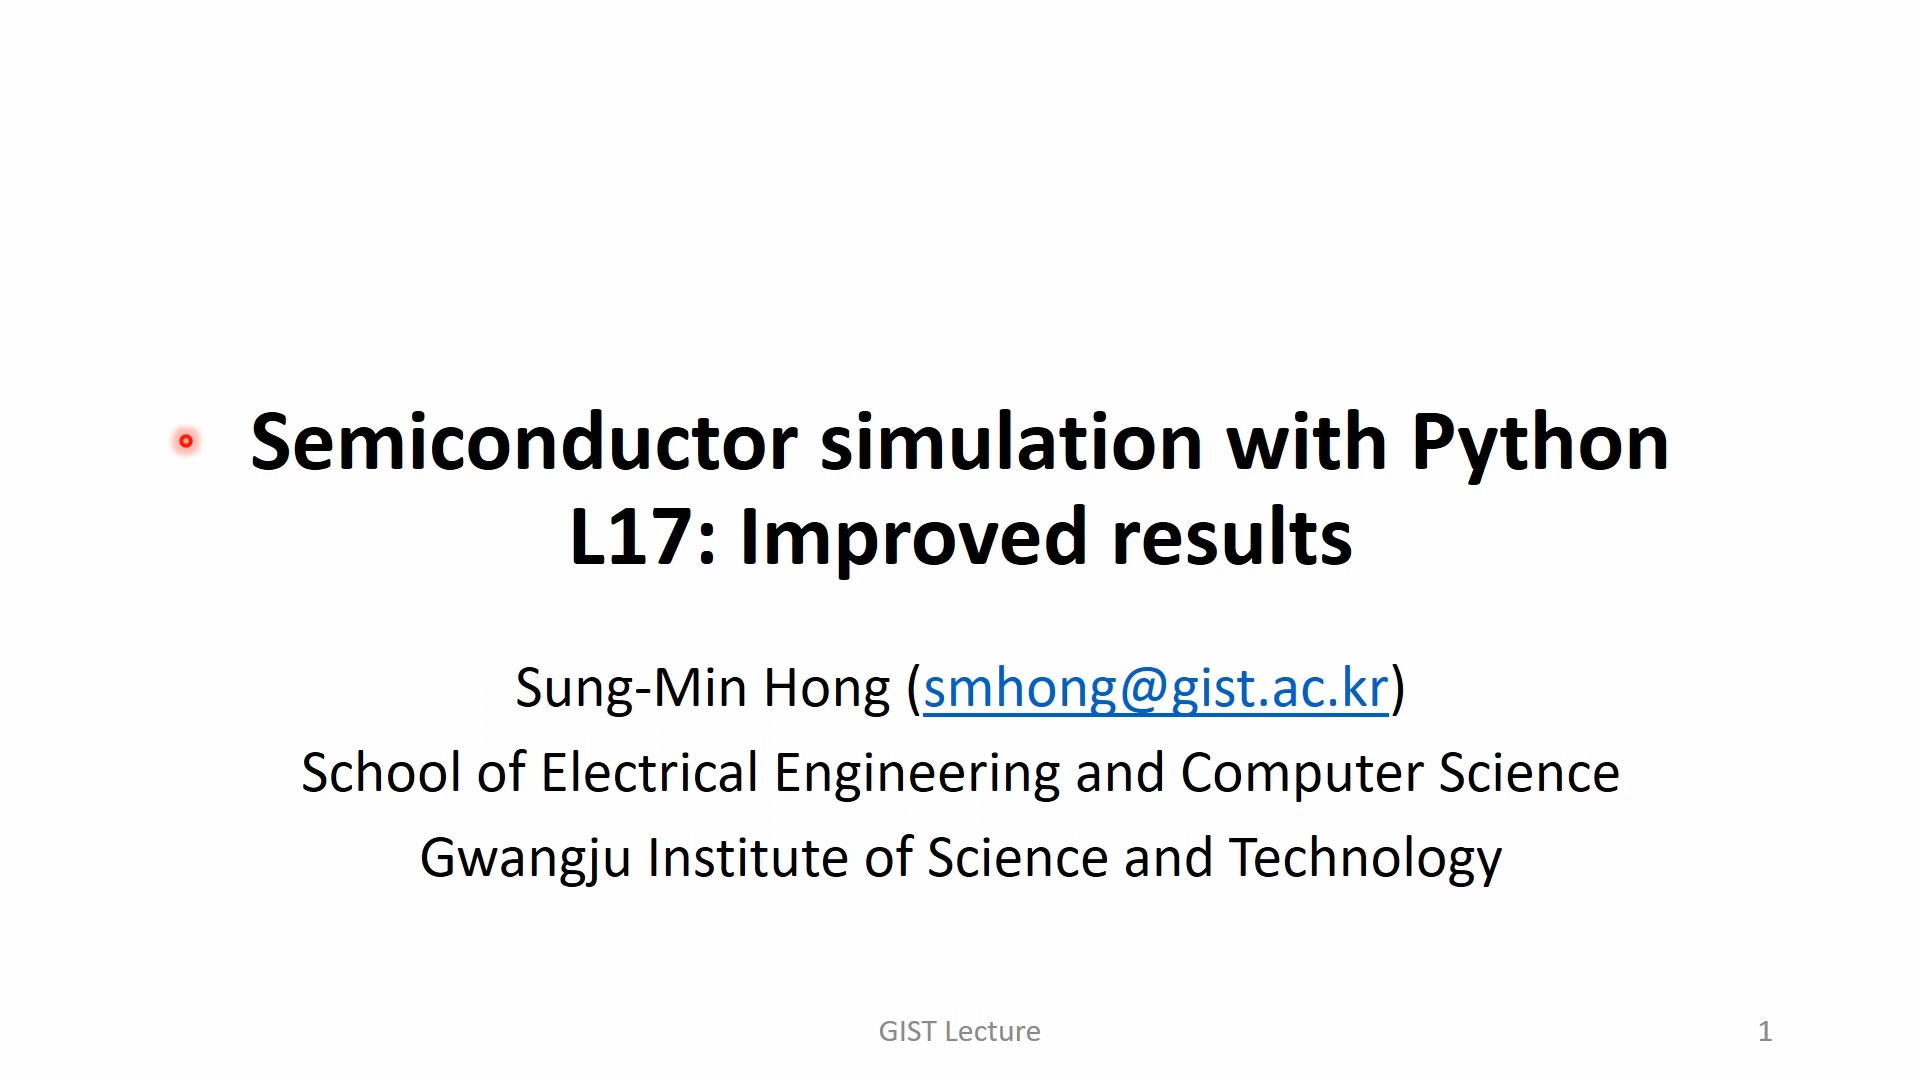 Semiconductor simulation with Python
L17: Improved results
Sung-Min Hong (smhong@gist.ac.kr)
School of Electrical Engineering and Computer Science
Gwangju Institute of Science and Technology
GIST Lecture
1